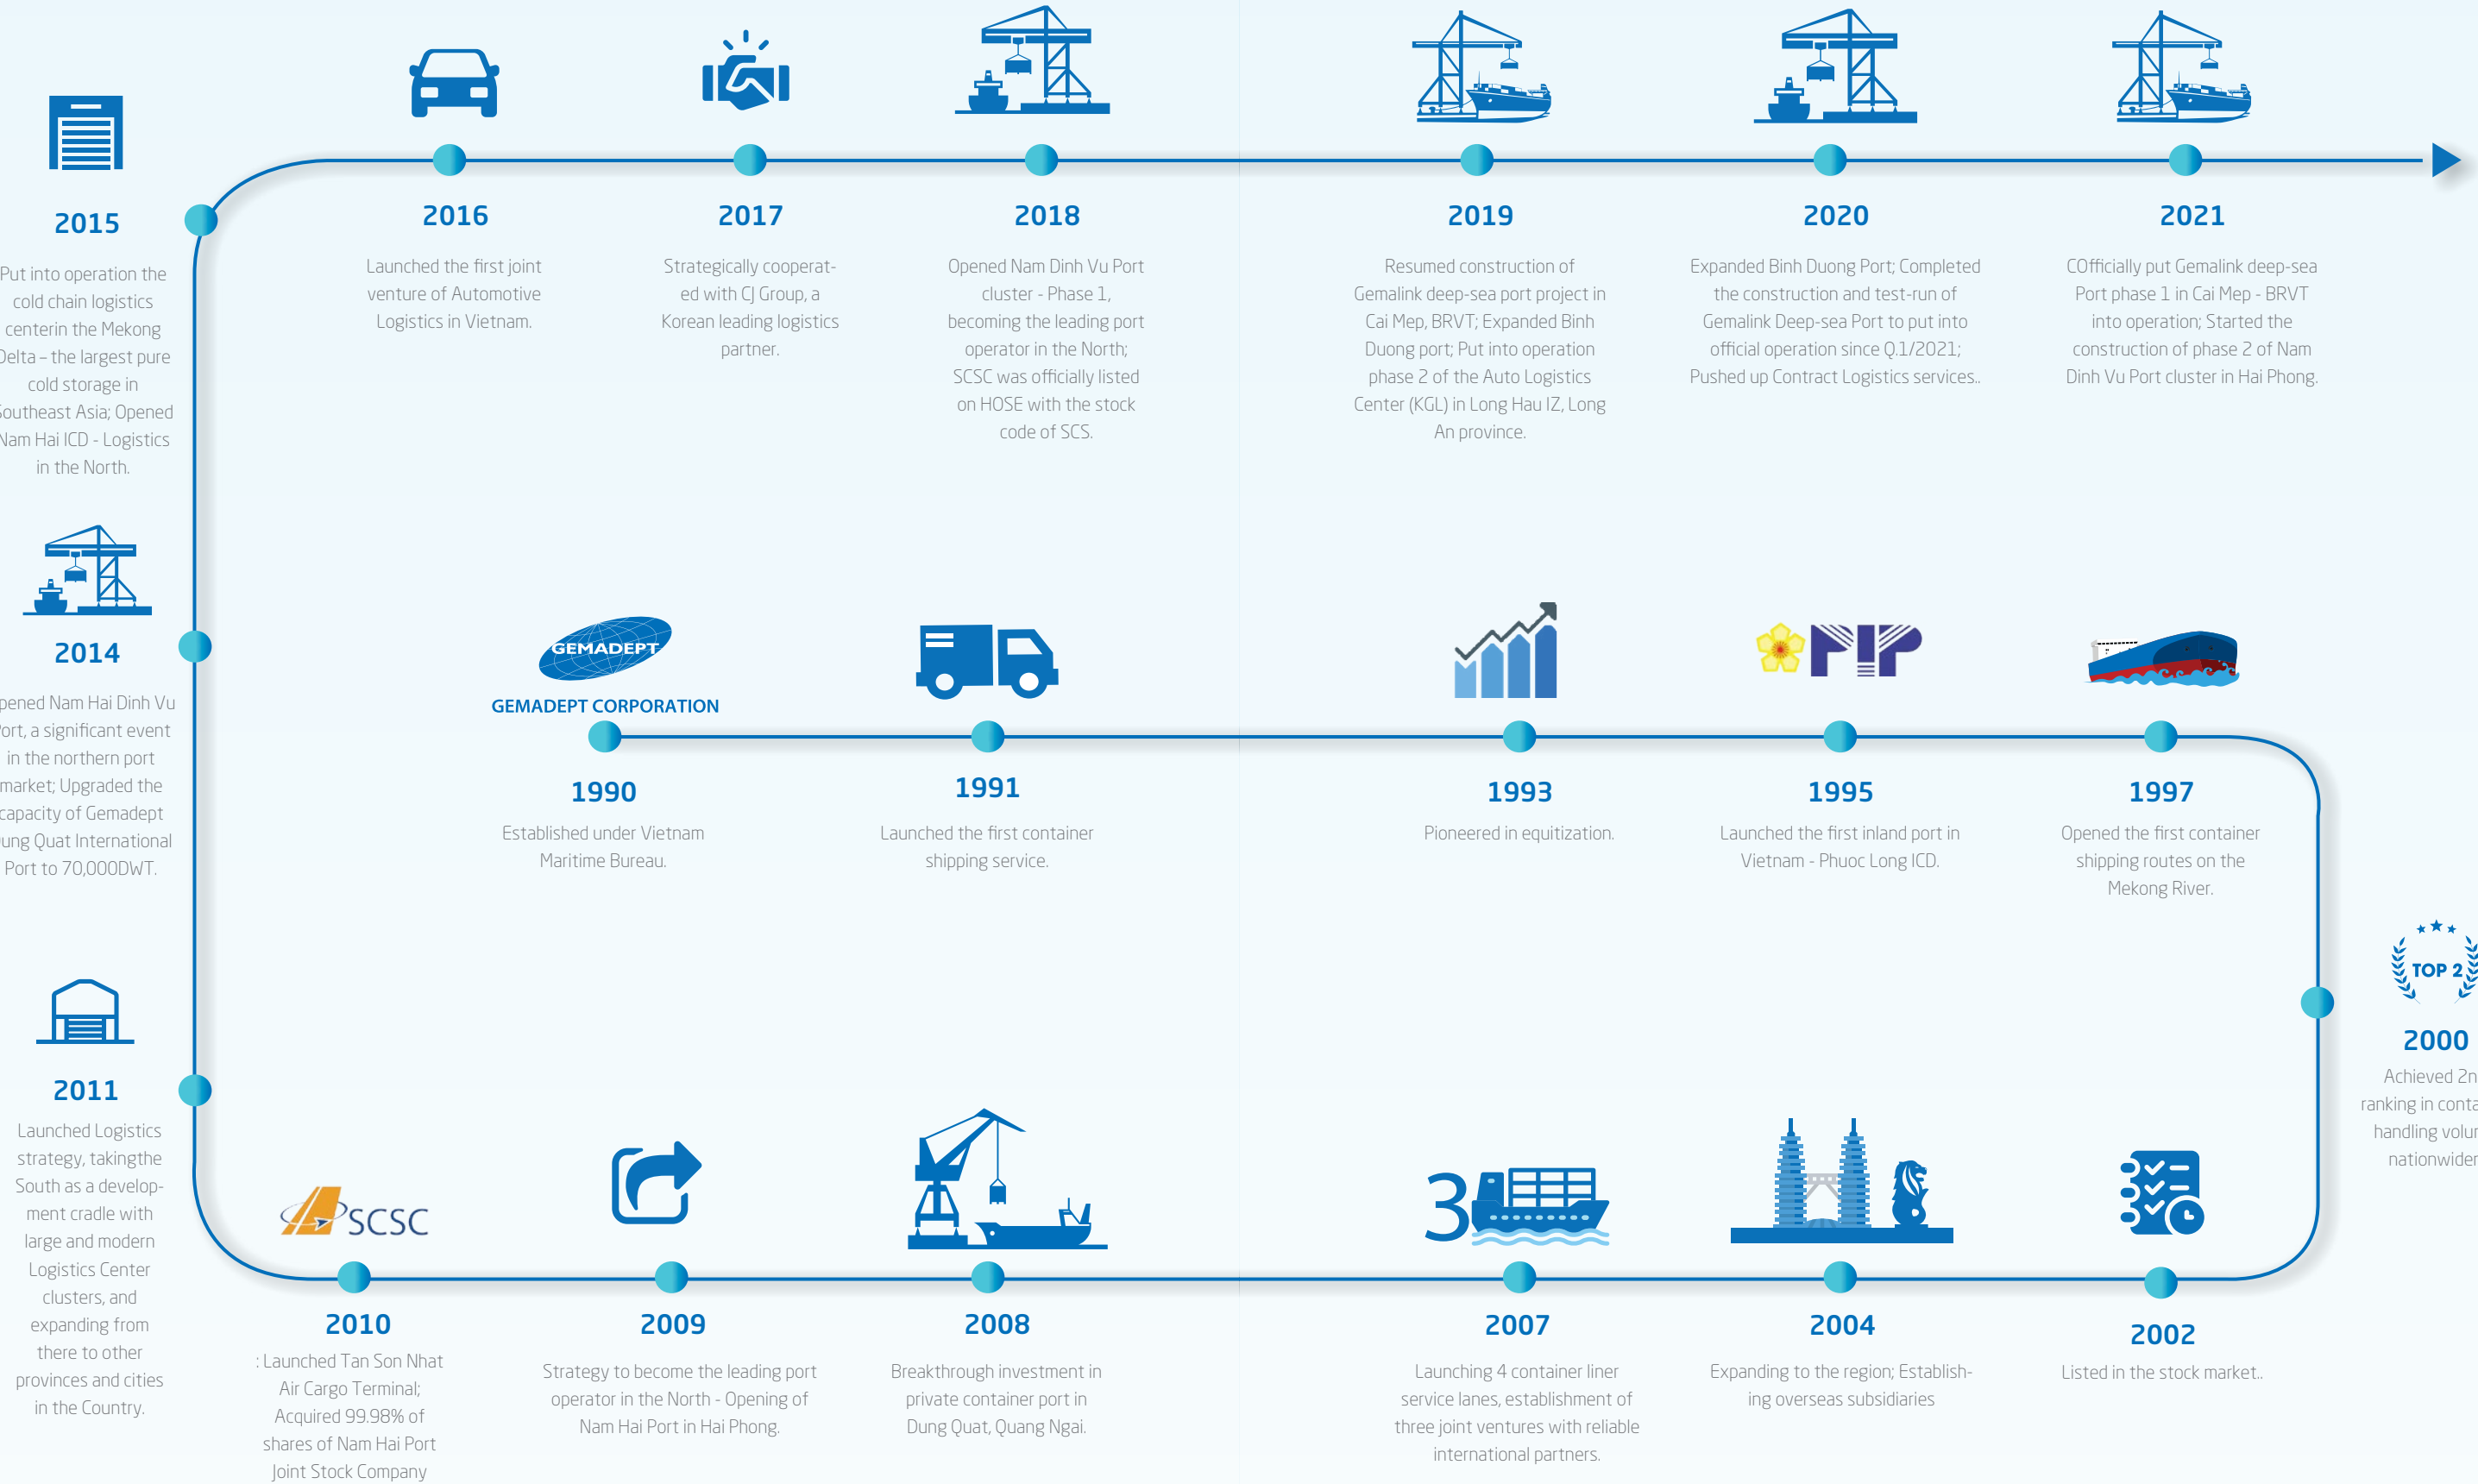 2015
Put into operation the
cold chain logistics
centerin the Mekong
Delta – the largest pure
cold storage in
Southeast Asia; Opened
Nam Hai ICD - Logistics
in the North.
2016
Launched the first joint
venture of Automotive
Logistics in Vietnam.
2017
Strategically cooperat-
ed with CJ Group, a
Korean leading logistics
partner.
2018
Opened Nam Dinh Vu Port
cluster - Phase 1,
becoming the leading port
operator in the North;
SCSC was officially listed
on HOSE with the stock
code of SCS.
2019
Resumed construction of
Gemalink deep-sea port project in
Cai Mep, BRVT; Expanded Binh
Duong port; Put into operation
phase 2 of the Auto Logistics
Center (KGL) in Long Hau IZ, Long
An province.
2020
Expanded Binh Duong Port; Completed
the construction and test-run of
Gemalink Deep-sea Port to put into
official operation since Q.1/2021;
Pushed up Contract Logistics services..
2021
COfficially put Gemalink deep-sea
Port phase 1 in Cai Mep - BRVT
into operation; Started the
construction of phase 2 of Nam
Dinh Vu Port cluster in Hai Phong.
2014
pened Nam Hai Dinh Vu
Port, a significant event
in the northern port
market; Upgraded the
capacity of Gemadept
ung Quat International
Port to 70,000DWT.
GEMADEPT
GEMADEPT CORPORATION
1990
Established under Vietnam
Maritime Bureau.
1991
Launched the first container
shipping service.
1993
Pioneered in equitization.
PIP
1995
Launched the first inland port in
Vietnam - Phuoc Long ICD.
1997
Opened the first container
shipping routes on the
Mekong River.
TOP 2
2000
Achieved 2n
ranking in conta
handling volu
nationwide
2011
Launched Logistics
strategy, takingthe
South as a develop-
ment cradle with
large and modern
Logistics Center
clusters, and
expanding from
there to other
provinces and cities
in the Country.
SCSC
2010
: Launched Tan Son Nhat
Air Cargo Terminal;
Acquired 99.98% of
shares of Nam Hai Port
Joint Stock Company
2009
Strategy to become the leading port
operator in the North - Opening of
Nam Hai Port in Hai Phong.
2008
Breakthrough investment in
private container port in
Dung Quat, Quang Ngai.
3
2007
Launching 4 container liner
service lanes, establishment of
three joint ventures with reliable
international partners.
2004
Expanding to the region; Establish-
ing overseas subsidiaries
2002
Listed in the stock market..